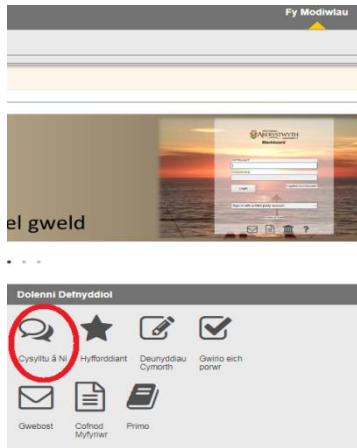 Fy Modiwlau
ABERYSTWYTH
Blackboard
Login
el gweld
Dolenni Defnyddiol
Cysylltu â Ni
Hyfforddiant
Deunyddiau
Cymorth
Gwirio eich
porwr
Gwebost
Cofnod
Myfyriwr
Primo